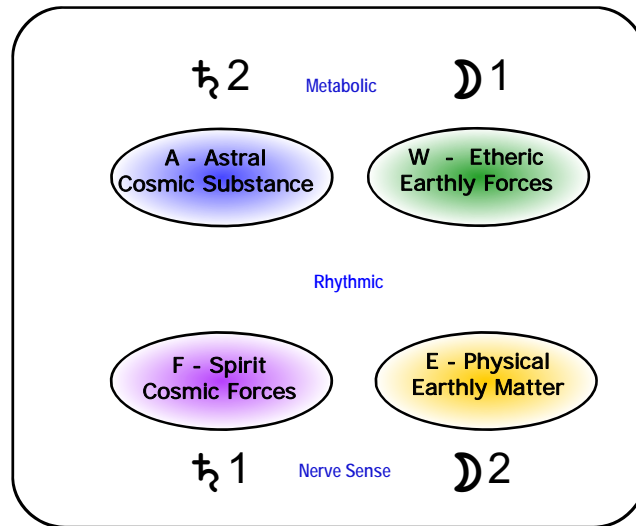 ♄2 Metabolic ☽1
A - Astral
Cosmic Substance
W - Etheric
Earthly Forces
Rhythmic
F - Spirit
Cosmic Forces
E - Physical
Earthly Matter
♄1 Nerve Sense ☽2